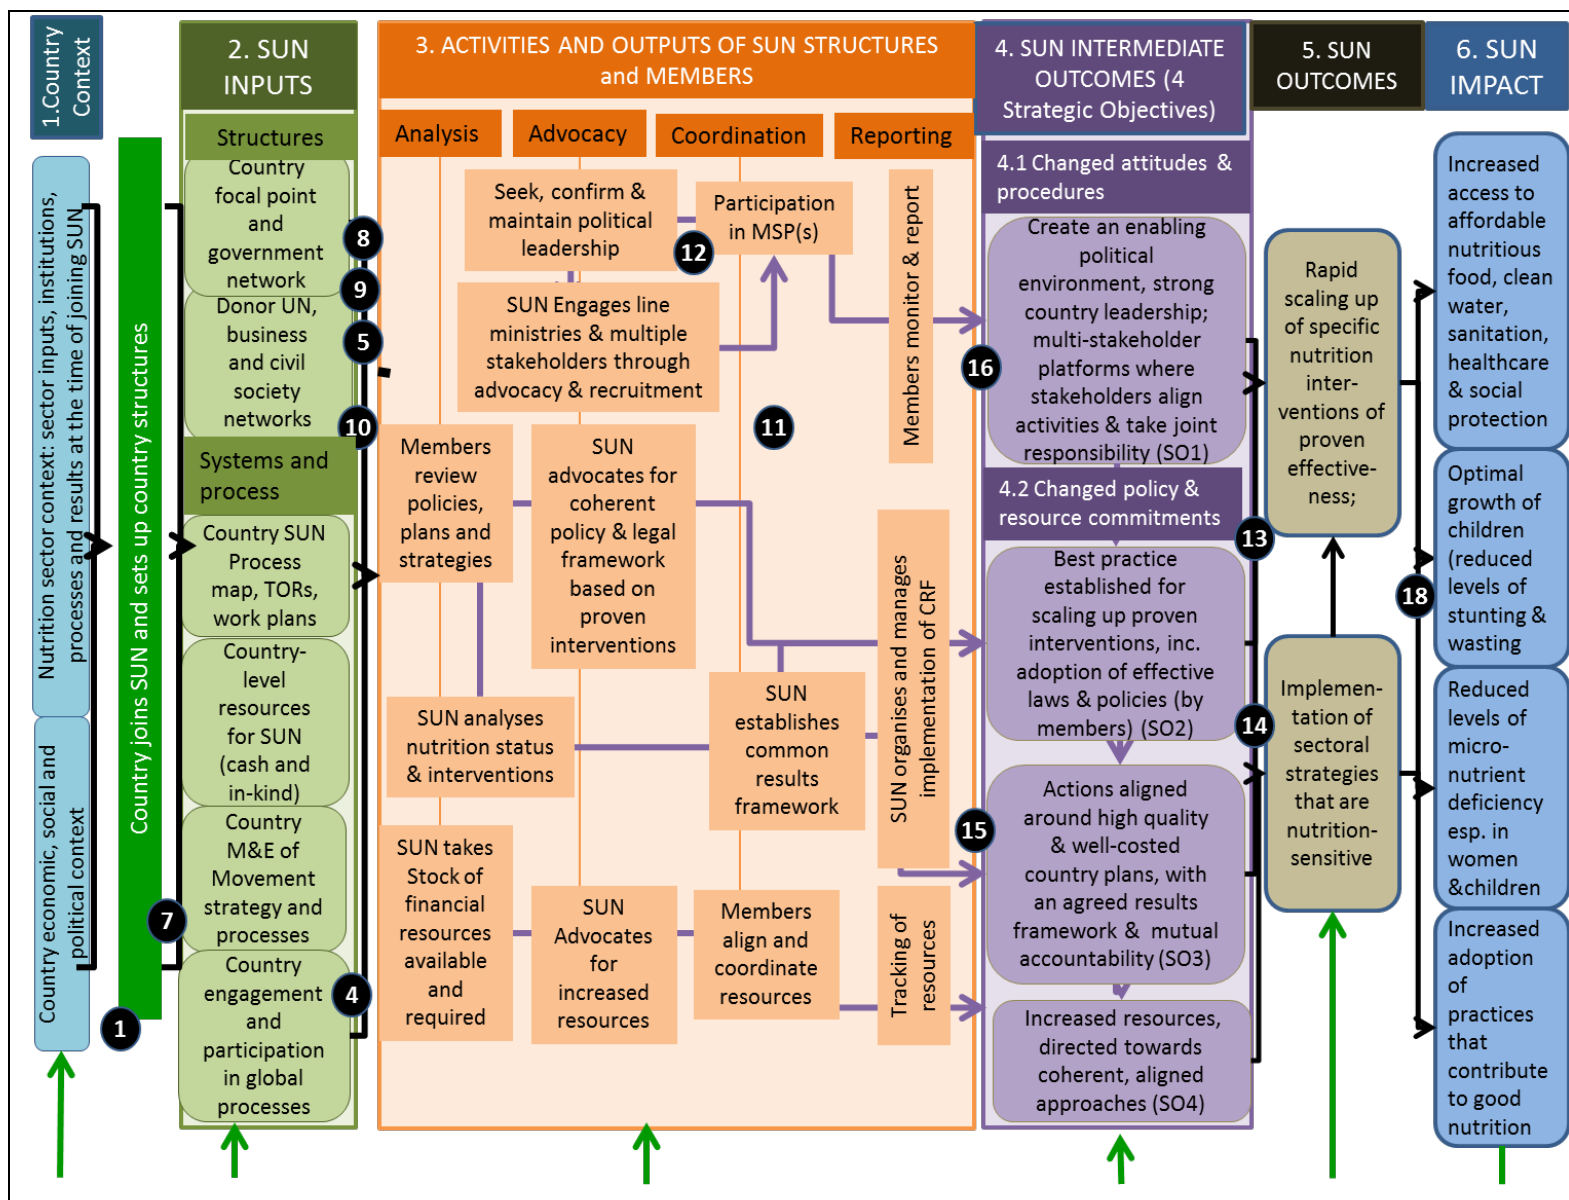 1.Country
Context
Nutrition sector context: sector inputs, institutions,
processes and results at the time of joining SUN
Country economic, social and
political context
1
Country joins SUN and sets up country structures
7
2. SUN
INPUTS
Structures
Country
focal point
and
government
network
Donor UN,
business
and civil
society
networks
Systems and
process
Country SUN
Process
map, TORs,
work plans
Country-
level
resources
for SUN
(cash and
in-kind)
Country
M&E of
Movement
strategy and
processes
Country
engagement
and
participation
in global
processes
8
9
5
10
4
3. ACTIVITIES AND OUTPUTS OF SUN STRUCTURES
and MEMBERS
Analysis
Advocacy
Coordination
Reporting
Seek, confirm &
maintain political
leadership
12
Participation
in MSP(s)
Members monitor & report
SUN Engages line
ministries & multiple
stakeholders through
advocacy & recruitment
11
Members
review
policies,
plans and
strategies
SUN
advocates for
coherent
policy & legal
framework
based on
proven
interventions
SUN analyses
nutrition status
& interventions
SUN
establishes
common
results
framework
SUN organises and manages
implementation of CRF
SUN takes
Stock of
financial
resources
available
and
required
SUN
Advocates
for
increased
resources
Members
align and
coordinate
resources
Tracking of
resources
4. SUN INTERMEDIATE
OUTCOMES (4
Strategic Objectives)
4.1 Changed attitudes &
procedures
Create an enabling
political
environment, strong
country leadership;
multi-stakeholder
platforms where
stakeholders align
activities & take joint
responsibility (SO1)
16
4.2 Changed policy &
resource commitments
13
Best practice
established for
scaling up proven
interventions, inc.
adoption of effective
laws & policies (by
members) (SO2)
14
Actions aligned
around high quality
& well-costed
country plans, with
an agreed results
framework & mutual
accountability (SO3)
15
Increased resources,
directed towards
coherent, aligned
approaches (SO4)
5. SUN
OUTCOMES
Rapid
scaling up
of specific
nutrition
inter-
ventions of
proven
effective-
ness;
Implemen-
tation of
sectoral
strategies
that are
nutrition-
sensitive
18
6. SUN
IMPACT
Increased
access to
affordable
nutritious
food, clean
water,
sanitation,
healthcare
& social
protection
Optimal
growth of
children
(reduced
levels of
stunting &
wasting
Reduced
levels of
micro-
nutrient
deficiency
esp. in
women
&children
Increased
adoption
of
practices
that
contribute
to good
nutrition